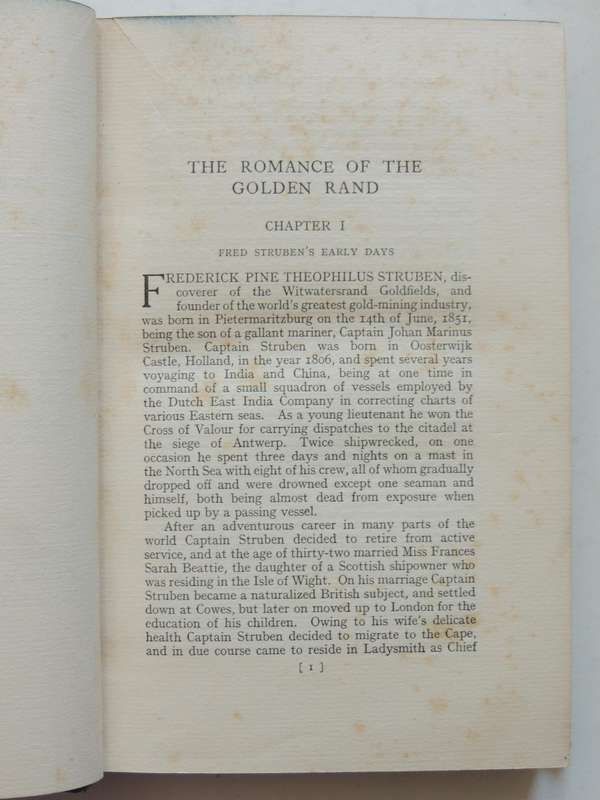 THE ROMANCE OF THE
GOLDEN RAND
CHAPTER I
FRED STRUBEN'S EARLY DAYS
FREDERICK PINE THEOPHILUS STRUBEN, dis-
coverer of the Witwatersrand Goldfields, and
founder of the world's greatest gold-mining industry,
was born in Pietermaritzburg on the 14th of June, 1851,
being the son of a gallant mariner, Captain Johan Marinus
Struben. Captain Struben was born in Oosterwijk
Castle, Holland, in the year 1806, and spent several years
voyaging to India and China, being at one time in
command of a small squadron of vessels employed by
the Dutch East India Company in correcting charts of
various Eastern seas. As a young lieutenant he won the
Cross of Valour for carrying dispatches to the citadel at
the siege of Antwerp. Twice shipwrecked, on one
occasion he spent three days and nights on a mast in
the North Sea with eight of his crew, all of whom gradually
dropped off and were drowned except one seaman and
himself, both being almost dead from exposure when
picked up by a passing vessel.
After an adventurous career in many parts of the
world Captain Struben decided to retire from active
service, and at the age of thirty-two married Miss Frances
Sarah Beattie, the daughter of a Scottish shipowner who
was residing in the Isle of Wight. On his marriage Captain
Struben became a naturalized British subject, and settled
down at Cowes, but later on moved up to London for the
education of his children. Owing to his wife's delicate
health Captain Struben decided to migrate to the Cape,
and in due course came to reside in Ladysmith as Chief
[ 1 ]